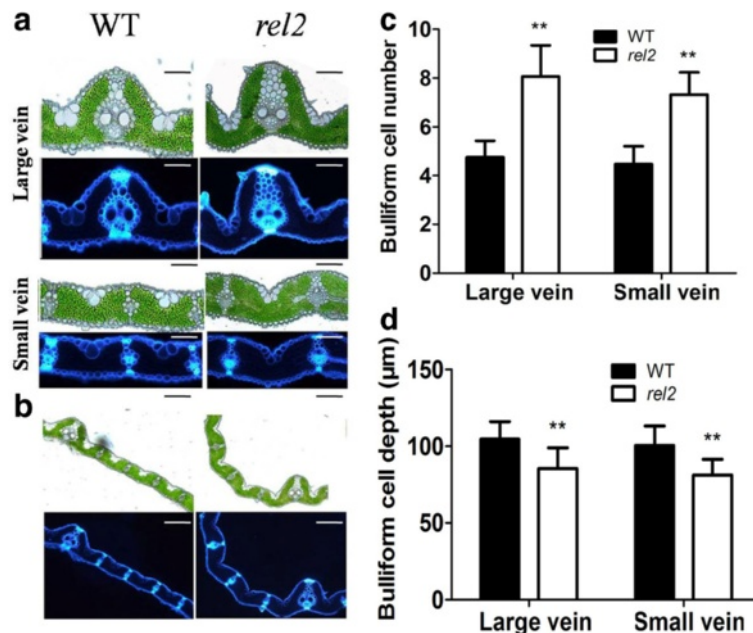 a
WT
rel2
Large vein
Small vein
b
c
WT
rel2
Bulliform cell number
10
8
6
4
2
0
**
**
Large vein
Small vein
d
WT
rel2
Bulliform cell depth (µm)
150
100
50
0
**
**
Large vein
Small vein